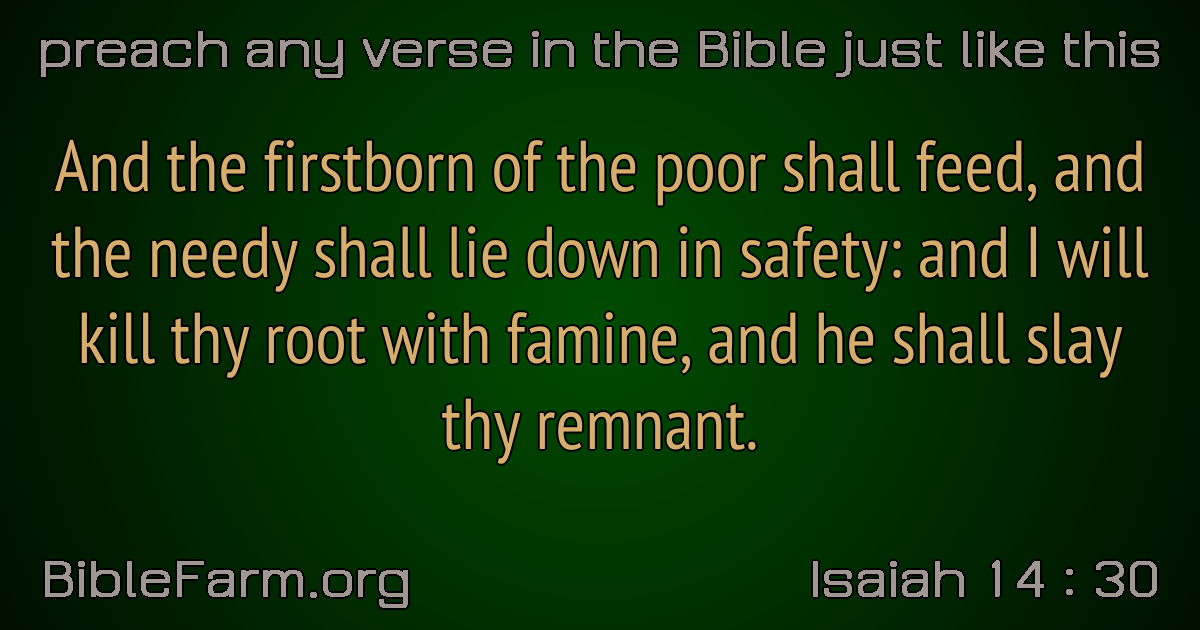 preach any verse in the Bible just like this
And the firstborn of the poor shall feed, and
the needy shall lie down in safety: and I will
kill thy root with famine, and he shall slay
thy remnant.
BibleFarm.org
Isaiah 14 : 30